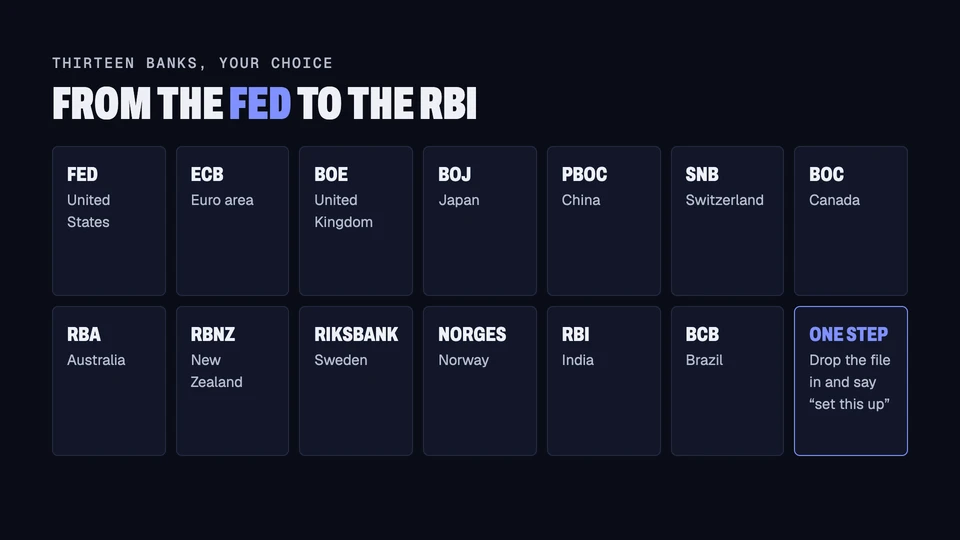 THIRTEEN BANKS, YOUR CHOICE
FROM THE FED TO THE RBI
FED
United
States
ECB
Euro area
BOE
United
Kingdom
BOJ
Japan
PBOC
China
SNB
Switzerland
BOC
Canada
RBA
Australia
RBNZ
New
Zealand
RIKSBANK
Sweden
NORGES
Norway
RBI
India
BCB
Brazil
ONE STEP
Drop the file
in and say
“set this up”